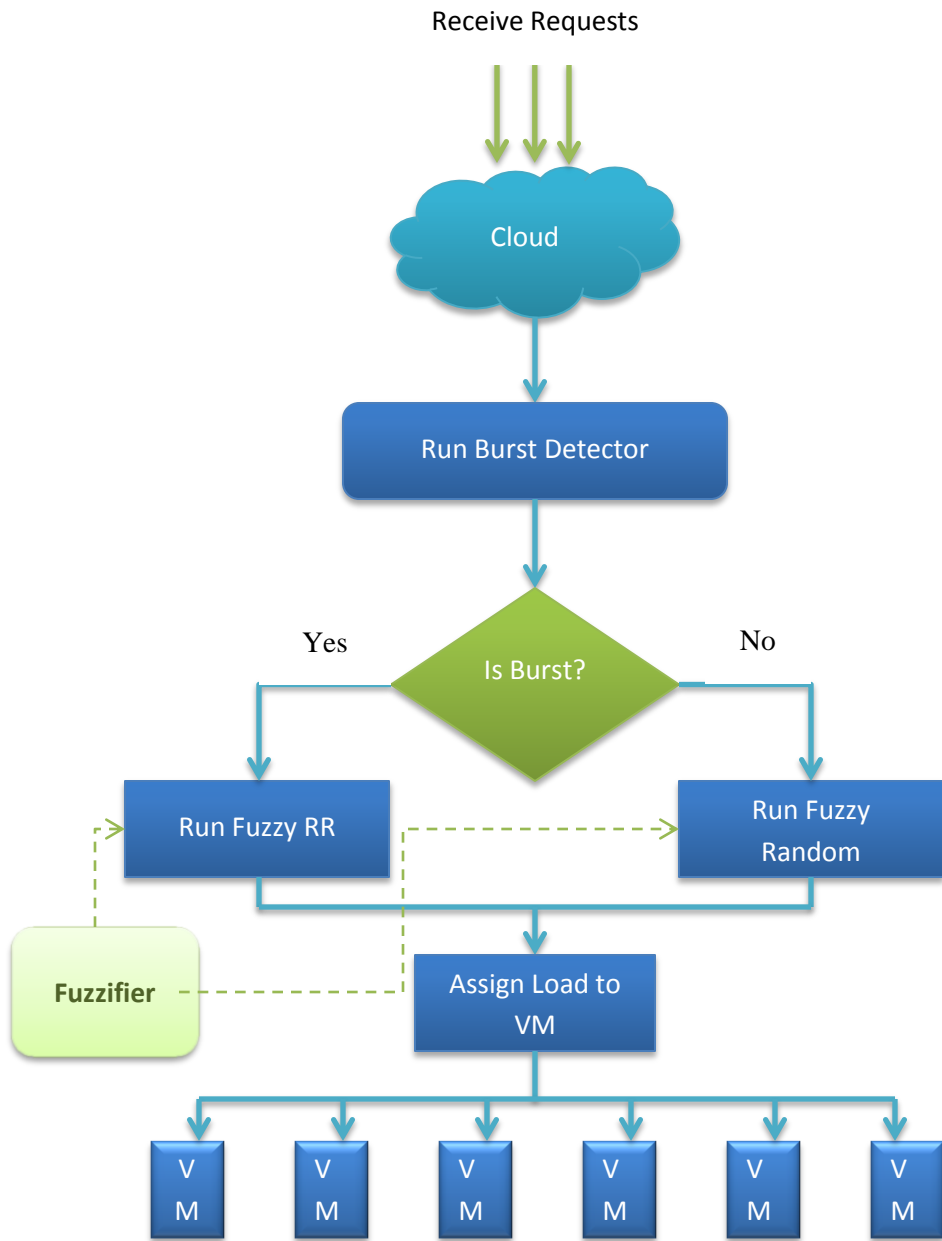 Receive Requests
Cloud
Run Burst Detector
Yes
Is Burst?
No
Run Fuzzy RR
Run Fuzzy
Random
Fuzzifier
Assign Load to
VM
V
M
V
M
V
M
V
M
V
M
V
M